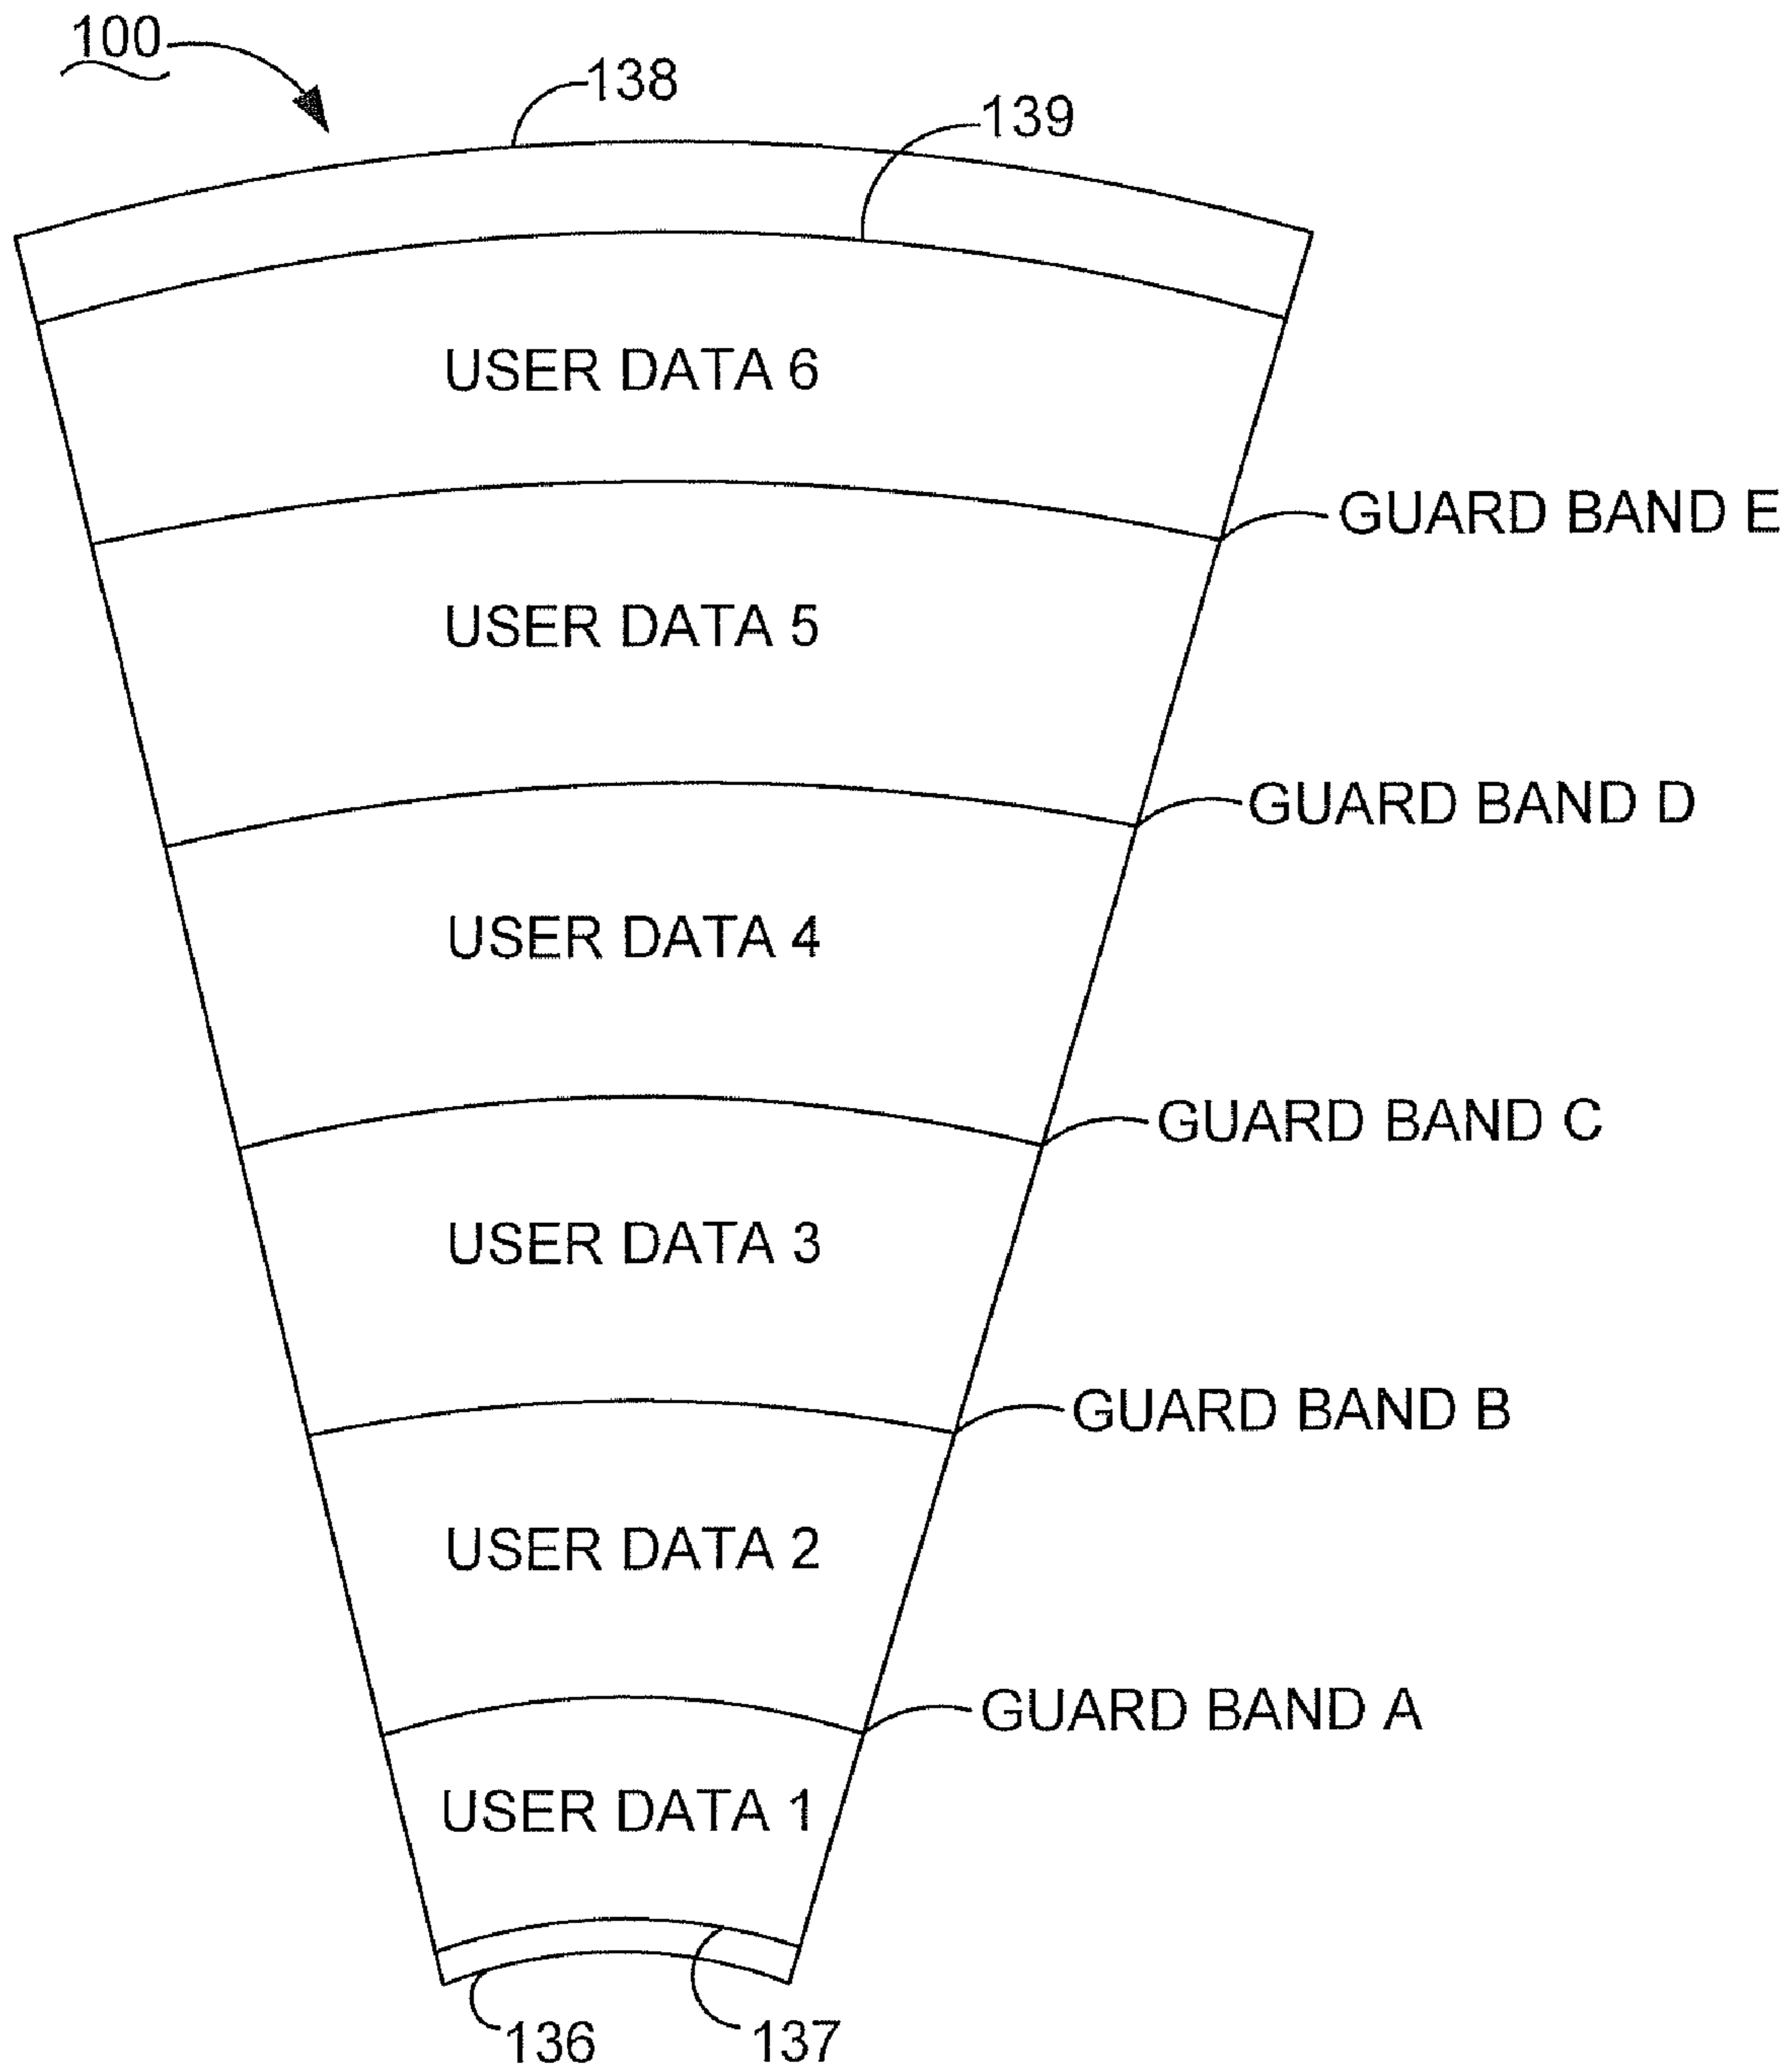 100
138
139
USER DATA 6
GUARD BAND E
USER DATA 5
GUARD BAND D
USER DATA 4
GUARD BAND C
USER DATA 3
GUARD BAND B
USER DATA 2
GUARD BAND A
USER DATA 1
136
137